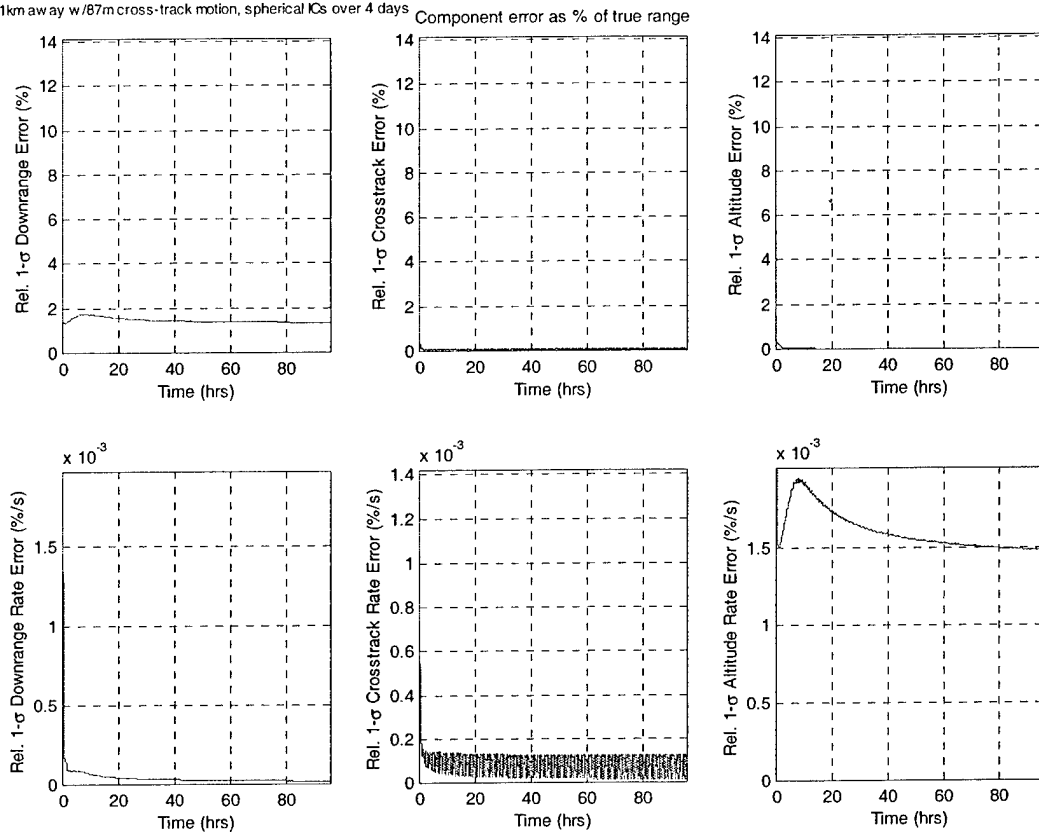 1km away w/87m cross-track motion, spherical ICs over 4 days
Component error as % of true range
Rel. 1-σ Downrange Error (%)
14
12
10
8
6
4
2
0
0 20 40 60 80
Time (hrs)
Rel. 1-σ Crosstrack Error (%)
14
12
10
8
6
4
2
0
0 20 40 60 80
Time (hrs)
Rel. 1-σ Altitude Error (%)
14
12
10
8
6
4
2
0
0 20 40 60 80
Time (hrs)
x 10-3
Rel. 1-σ Downrange Rate Error (%/s)
1.5
1
0.5
0
0 20 40 60 80
Time (hrs)
x 10-3
Rel. 1-σ Crosstrack Rate Error (%/s)
1.4
1.2
1
0.8
0.6
0.4
0.2
0
0 20 40 60 80
Time (hrs)
x 10-3
Rel. 1-σ Altitude Rate Error (%/s)
1.5
1
0.5
0
0 20 40 60 80
Time (hrs)